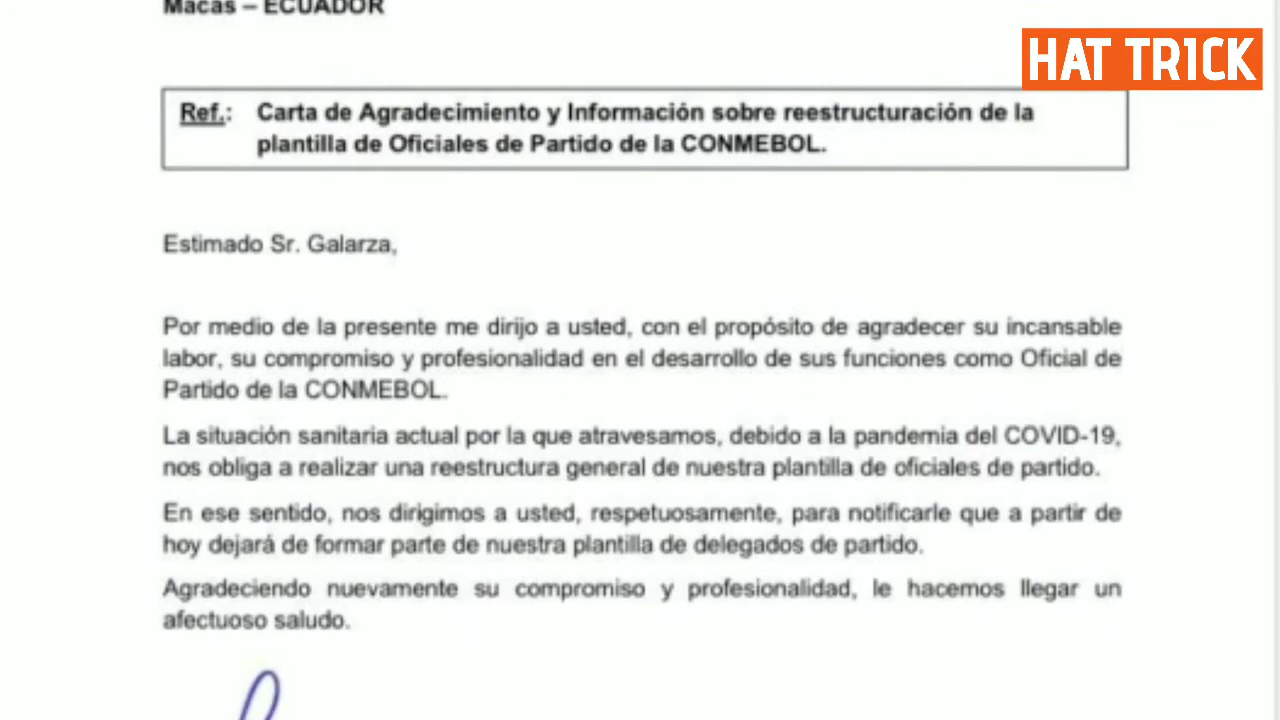 Macas – ECUADOR
HAT TR1CK
Ref.: Carta de Agradecimiento y Información sobre reestructuración de la
plantilla de Oficiales de Partido de la CONMEBOL.
Estimado Sr. Galarza,
Por medio de la presente me dirijo a usted, con el propósito de agradecer su incansable
labor, su compromiso y profesionalidad en el desarrollo de sus funciones como Oficial de
Partido de la CONMEBOL.
La situación sanitaria actual por la que atravesamos, debido a la pandemia del COVID-19,
nos obliga a realizar una reestructura general de nuestra plantilla de oficiales de partido.
En ese sentido, nos dirigimos a usted, respetuosamente, para notificarle que a partir de
hoy dejará de formar parte de nuestra plantilla de delegados de partido.
Agradeciendo nuevamente su compromiso y profesionalidad, le hacemos llegar un
afectuoso saludo.